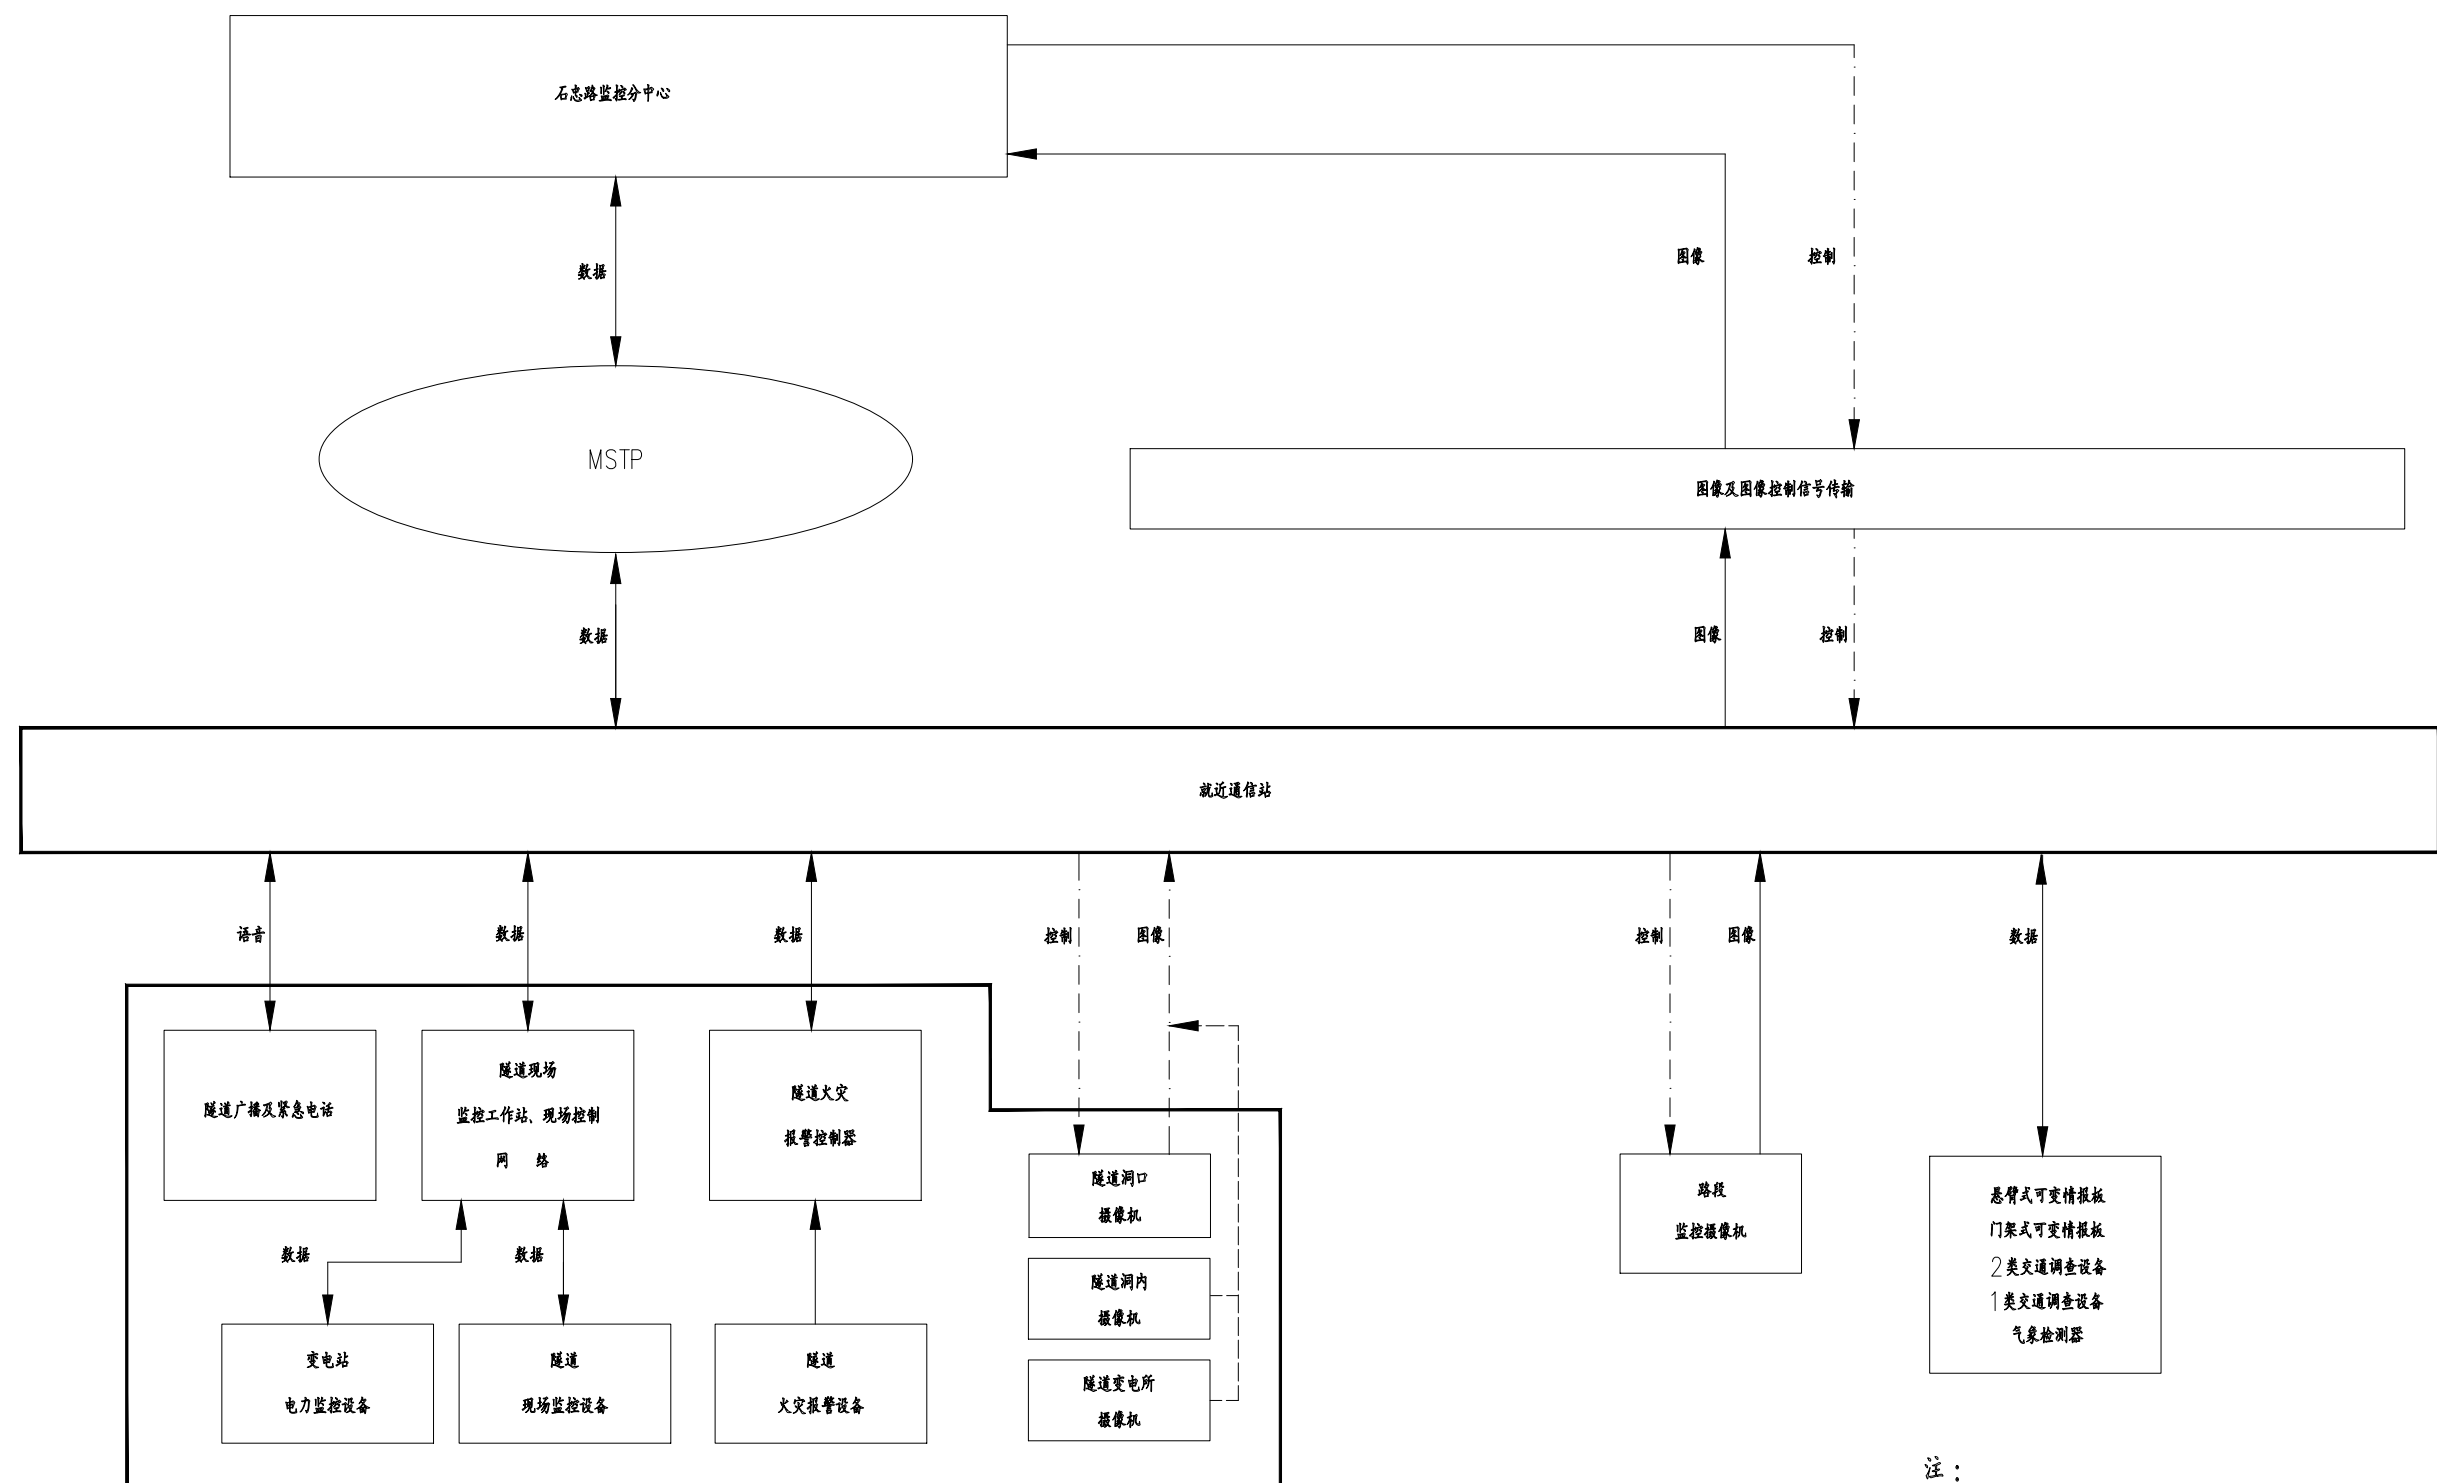 石忠路监控分中心
数据
图像
控制
MSTP
图像及图像控制信号传输
数据
图像
控制
就近通信站
语音
数据
数据
控制
图像
控制
图像
数据
隧道广播及紧急电话
隧道现场
监控工作站、现场控制
网 络
隧道火灾
报警控制器
隧道洞口
摄像机
隧道洞内
摄像机
隧道变电所
摄像机
路段
监控摄像机
悬臂式可变情报板
门架式可变情报板
2类交通调查设备
1类交通调查设备
气象检测器
数据
数据
变电站
电力监控设备
隧道
现场监控设备
隧道
火灾报警设备
注：